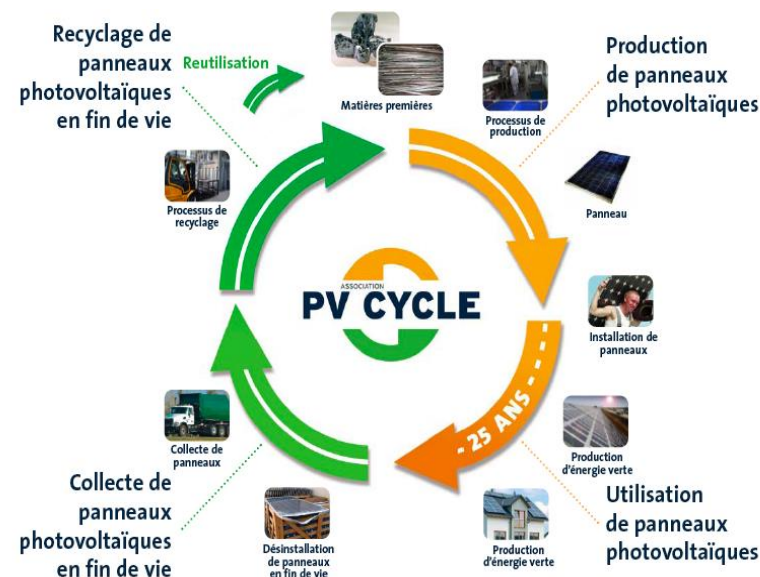 Recyclage de
panneaux
photovoltaïques
en fin de vie
Reutilisation
Matières premières
Processus de
production
Production
de panneaux
photovoltaïques
Panneau
Processus de
recyclage
ASSOCIATION
PV CYCLE
Installation de
panneaux
- 25 ANS - - -
Collecte de
panneaux
Production
d'énergie verte
Collecte de
panneaux
photovoltaïques
en fin de vie
Désinstallation
de panneaux
en fin de vie
Production
d'énergie verte
Utilisation
de panneaux
photovoltaïques